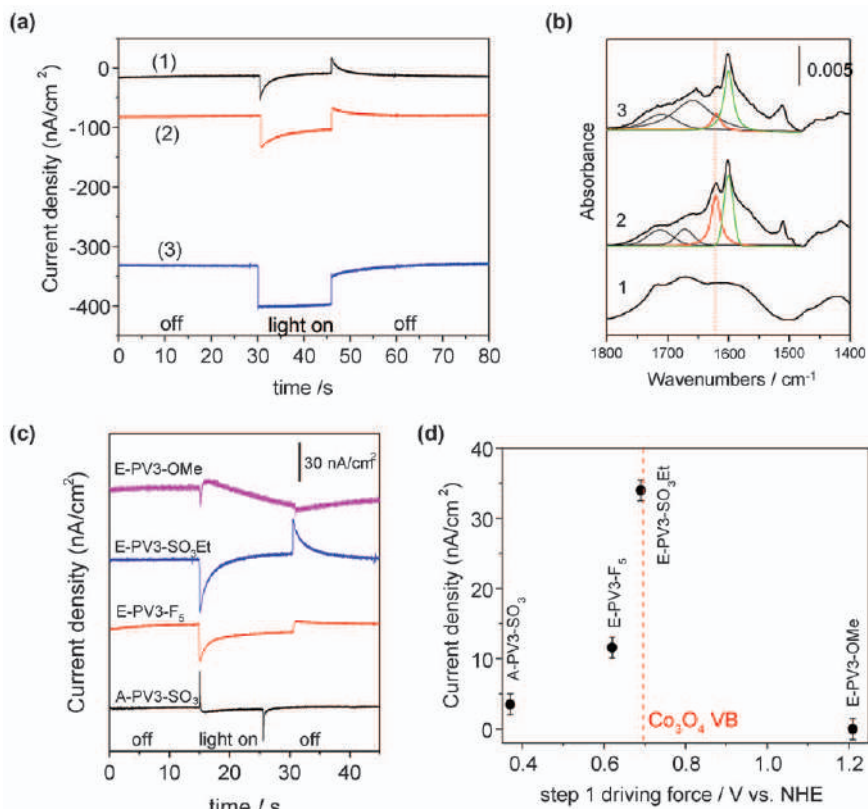 (a)
(1)
(2)
(3)
0
-100
-200
-300
-400
Current density (nA/cm²)
off
light on
off
0 10 20 30 40 50 60 70 80
time /s
(b)
0.005
3
2
1
Absorbance
1800 1700 1600 1500 1400
Wavenumbers / cm⁻¹
(c)
30 nA/cm²
E-PV3-OMe
E-PV3-SO₃Et
E-PV3-F₅
A-PV3-SO₃
Current density (nA/cm²)
off
light on
off
0 10 20 30 40
time / s
(d)
40
35
30
25
20
15
10
5
0
Current density (nA/cm²)
A-PV3-SO₃
E-PV3-F₅
E-PV3-SO₃Et
E-PV3-OMe
Co₃O₄ VB
0.4 0.6 0.8 1.0 1.2
step 1 driving force / V vs. NHE